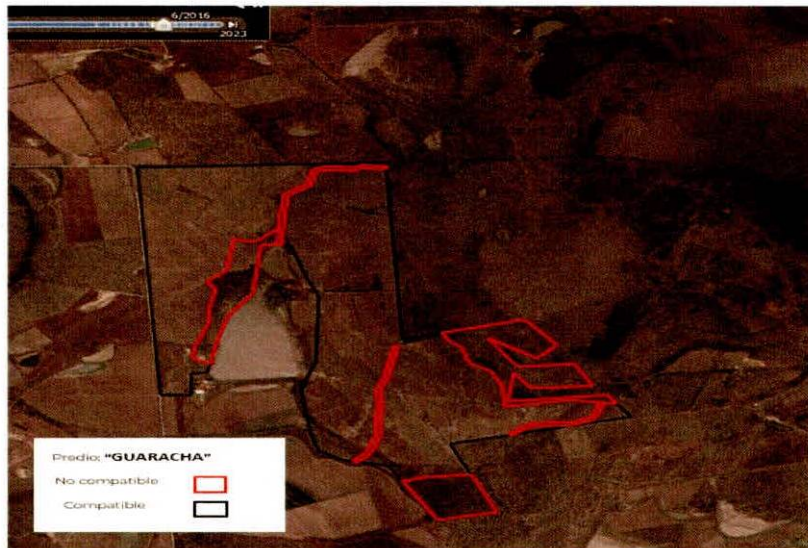 6/2016
2023
Predio: "GUARACHA"
No compatible
Compatible